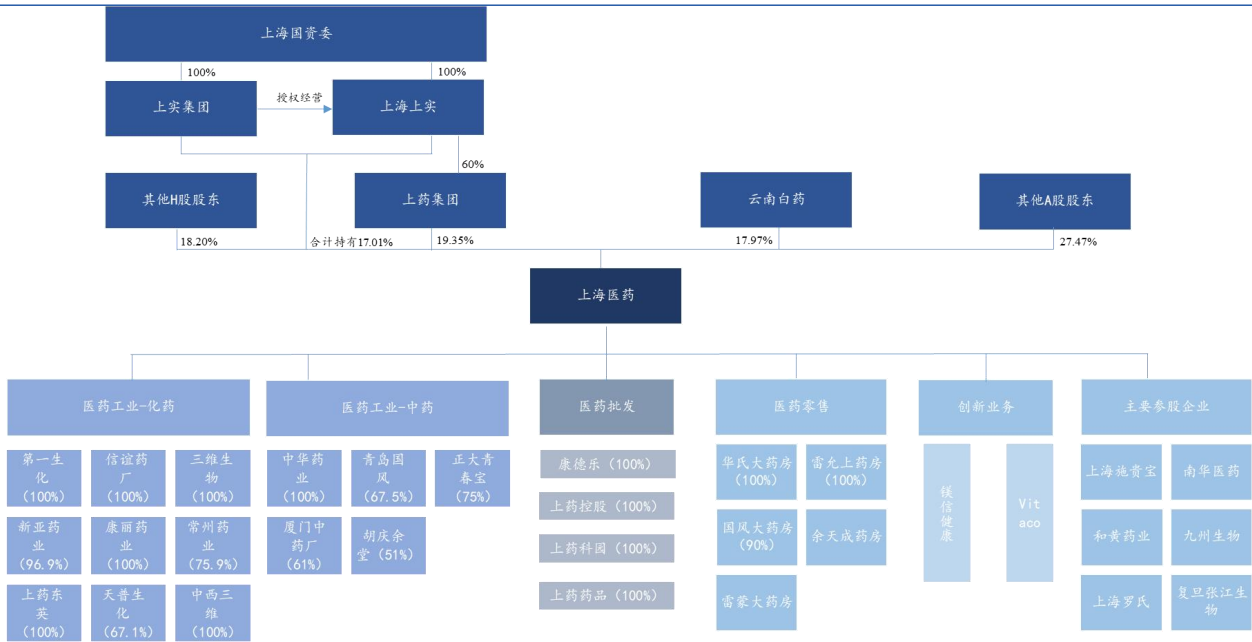 上海国资委
100%
100%
上实集团
授权经营
上海上实
60%
其他H股股东
上药集团
云南白药
其他A股股东
18.20%
合计持有17.01%
19.35%
17.97%
27.47%
上海医药
医药工业-化药
医药工业-中药
医药批发
医药零售
创新业务
主要参股企业
第一生
化
(100%)
信谊药
厂
(100%)
三维生
物
(100%)
新亚药
业
(96.9%)
康丽药
业
(100%)
常州药
业
(75.9%)
上药东
英
(100%)
天普生
化
(67.1%)
中西三
维
(100%)
中华药
业
(100%)
青岛国
风
(67.5%)
正大青
春宝
(75%)
厦门中
药厂
(61%)
胡庆余
堂 (51%)
康德乐 (100%)
上药控股 (100%)
上药科园 (100%)
上药药品 (100%)
华氏大药房
(100%)
雷允上药房
(100%)
国风大药房
(90%)
余天成药房
雷蒙大药房
镁信健康
Vit
aco
上海施贵宝
南华医药
和黄药业
九州生物
上海罗氏
复旦张江生
物